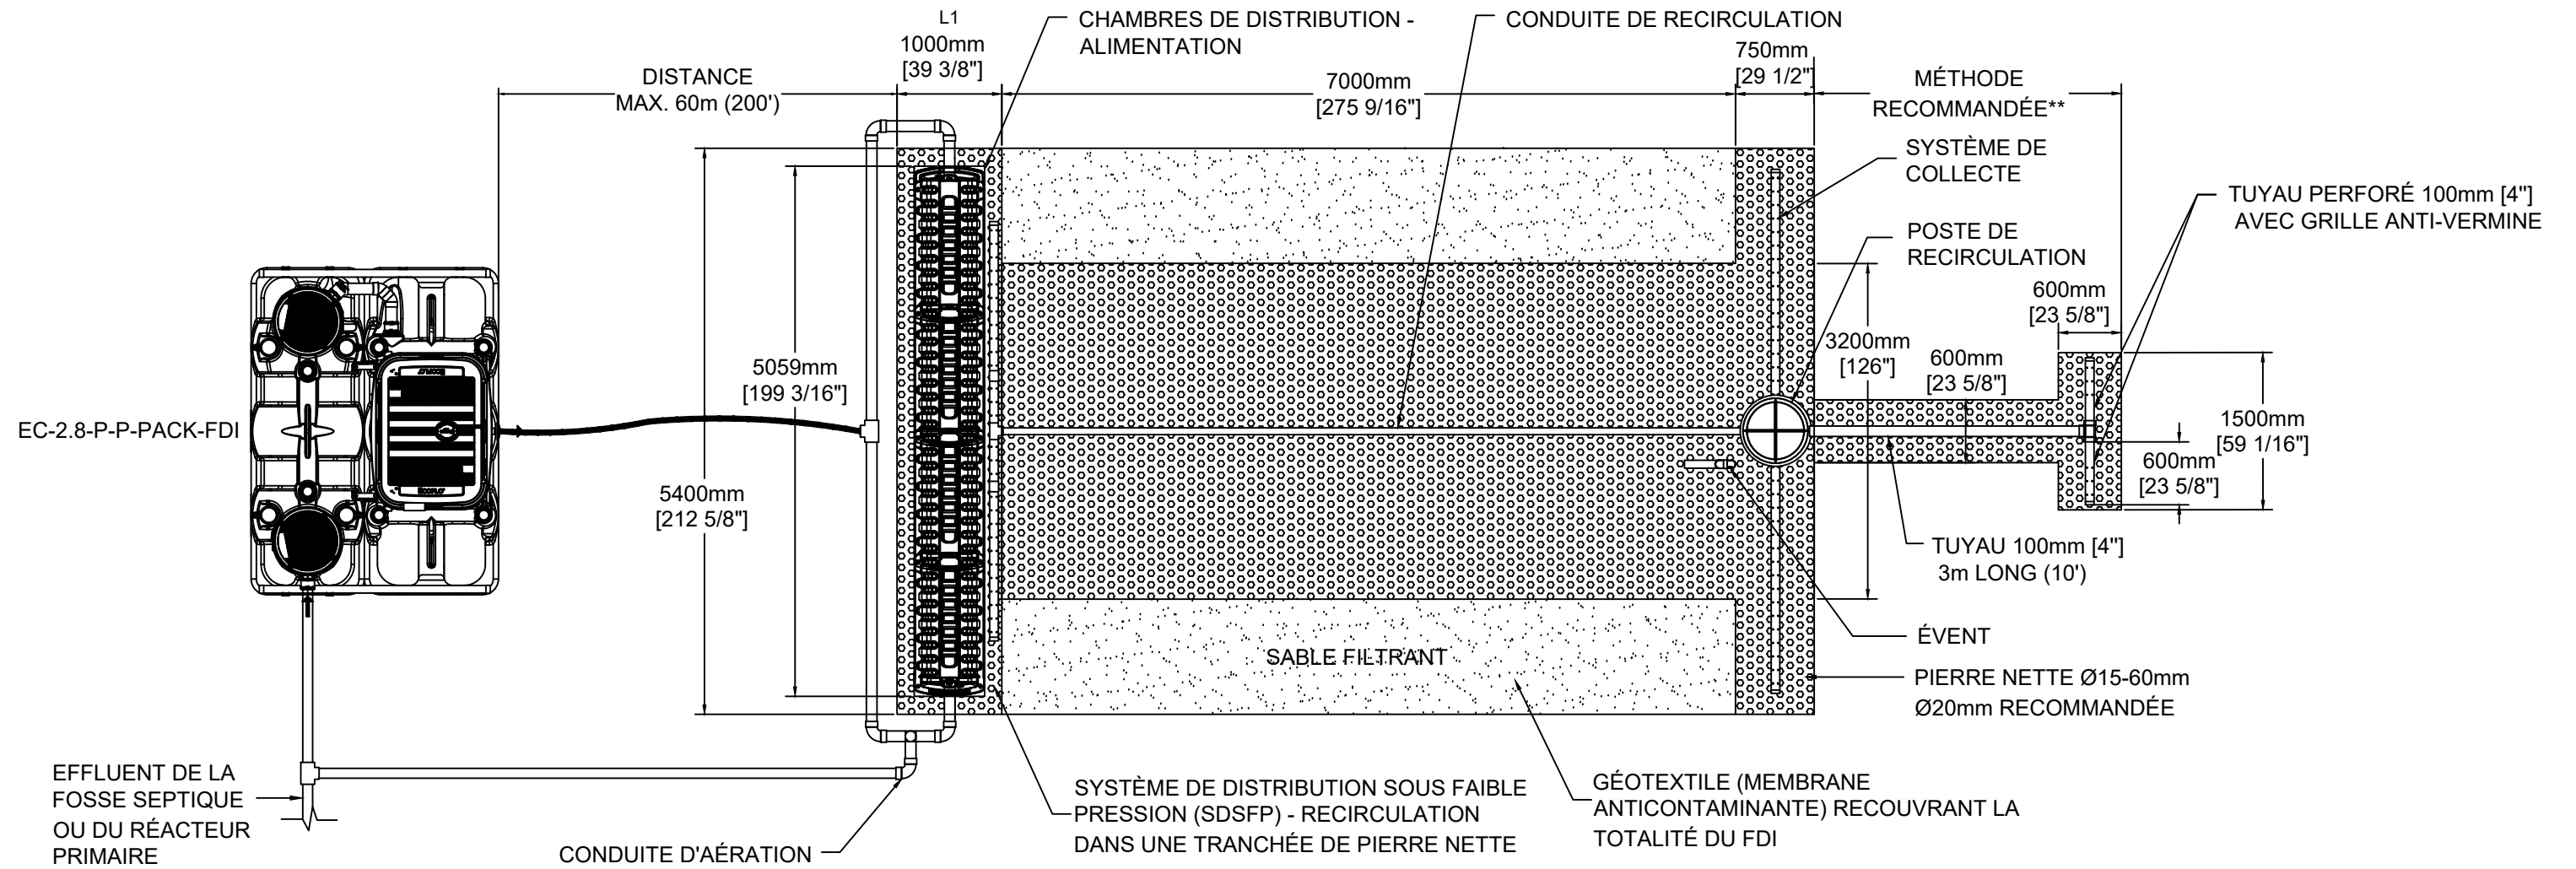 L1
1000mm
[39 3/8"]
CHAMBRES DE DISTRIBUTION -
ALIMENTATION
CONDUITE DE RECIRCULATION
750mm
[29 1/2"]
DISTANCE
MAX. 60m (200')
7000mm
[275 9/16"]
MÉTHODE
RECOMMANDÉE**
SYSTÈME DE
COLLECTE
TUYAU PERFORÉ 100mm [4"]
AVEC GRILLE ANTI-VERMINE
POSTE DE
RECIRCULATION
600mm
[23 5/8"]
3200mm
[126"]
600mm
[23 5/8"]
5059mm
[199 3/16"]
1500mm
[59 1/16"]
EC-2.8-P-P-PACK-FDI
600mm
[23 5/8"]
5400mm
[212 5/8"]
ECOFLO
ECOFLO
TUYAU 100mm [4"]
3m LONG (10')
ÉVENT
SABLE FILTRANT
PIERRE NETTE Ø15-60mm
Ø20mm RECOMMANDÉE
EFFLUENT DE LA
FOSSE SEPTIQUE
OU DU RÉACTEUR
PRIMAIRE
CONDUITE D'AÉRATION
SYSTÈME DE DISTRIBUTION SOUS FAIBLE
PRESSION (SDSFP) - RECIRCULATION
DANS UNE TRANCHÉE DE PIERRE NETTE
GÉOTEXTILE (MEMBRANE
ANTICONTAMINANTE) RECOUVRANT LA
TOTALITÉ DU FDI